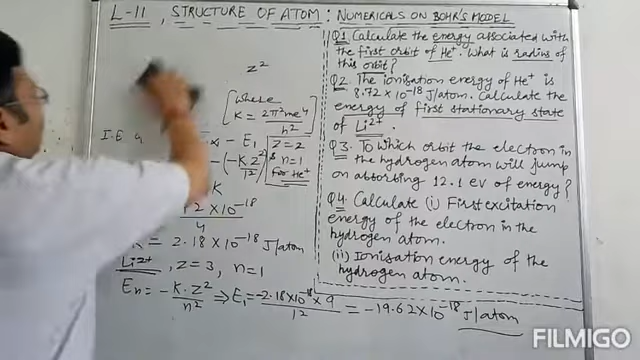 L-11, STRUCTURE OF ATOM: NUMERICALS ON BOHR'S MODEL
Z²
[where
K = 2π²me⁴
h²]
I.E. 
∝ - E₁
-(-KZ²
1²)
Z=2
n=1
for He⁺
K
2 × 10⁻¹⁸
4
K = 2.18 × 10⁻¹⁸ J/atom
Li²⁺, Z=3, n=1
Eₙ = -K.Z²/n² ⇒ E₁ = -2.18×10⁻¹⁸ × 9/1² = -19.62 × 10⁻¹⁸ J/atom
Q1 Calculate the energy associated with
the first orbit of He⁺. What is radius of
this orbit?
Q2. The ionisation energy of He⁺ is
8.72 × 10⁻¹⁸ J/atom. Calculate the
energy of first stationary state
of Li²⁺.
Q3. To which orbit the electron in
the hydrogen atom will jump
on absorbing 12.1 eV of energy?
Q4. Calculate (i) First excitation
energy of the electron in the
hydrogen atom.
(ii) Ionisation energy of the
hydrogen atom.
FILMIGO